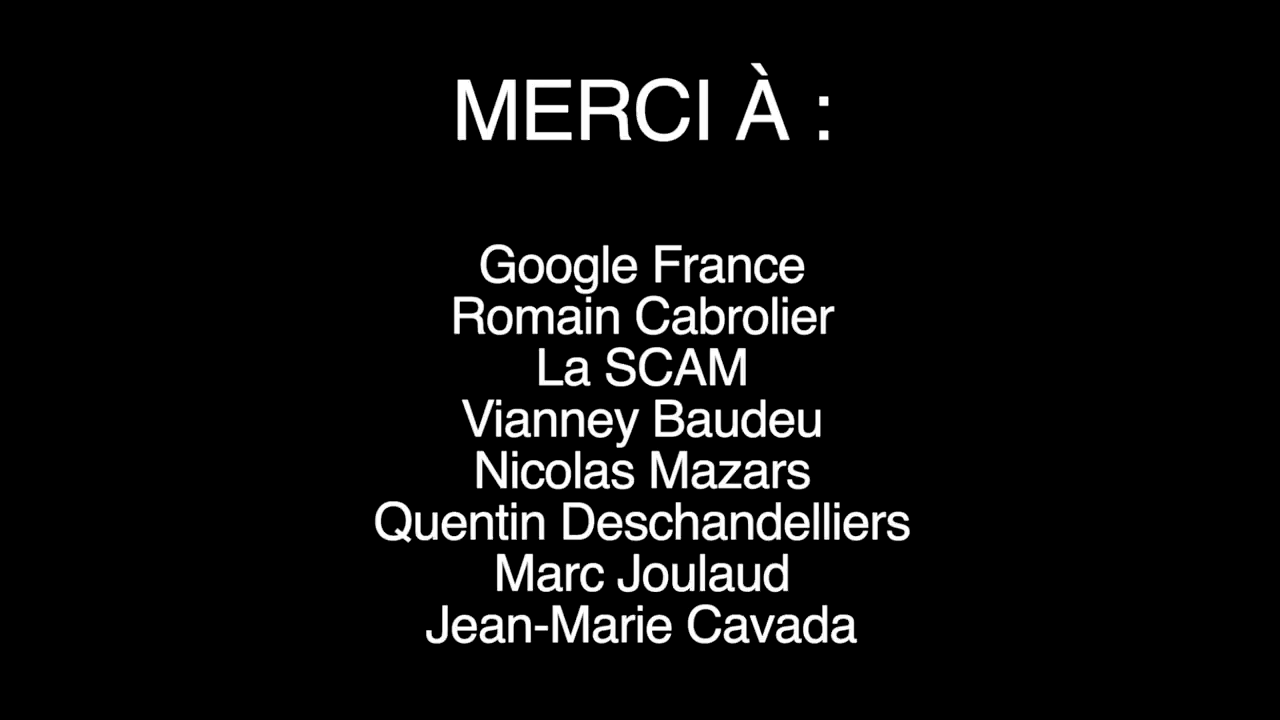 MERCI À :
Google France
Romain Cabrolier
La SCAM
Vianney Baudeu
Nicolas Mazars
Quentin Deschandelliers
Marc Joulaud
Jean-Marie Cavada